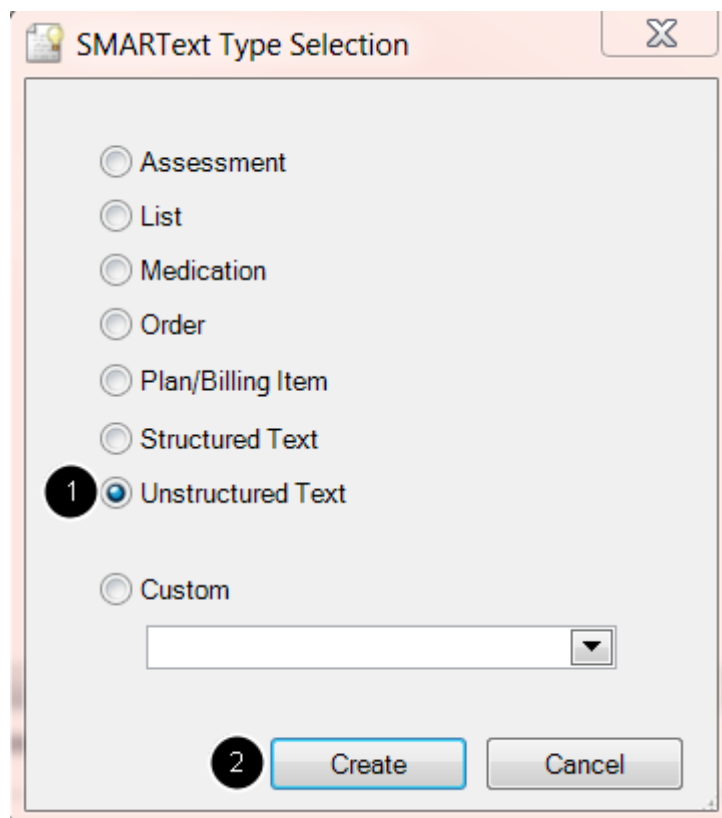 SMARText Type Selection
Assessment
List
Medication
Order
Plan/Billing Item
Structured Text
1 Unstructured Text
Custom
2 Create Cancel